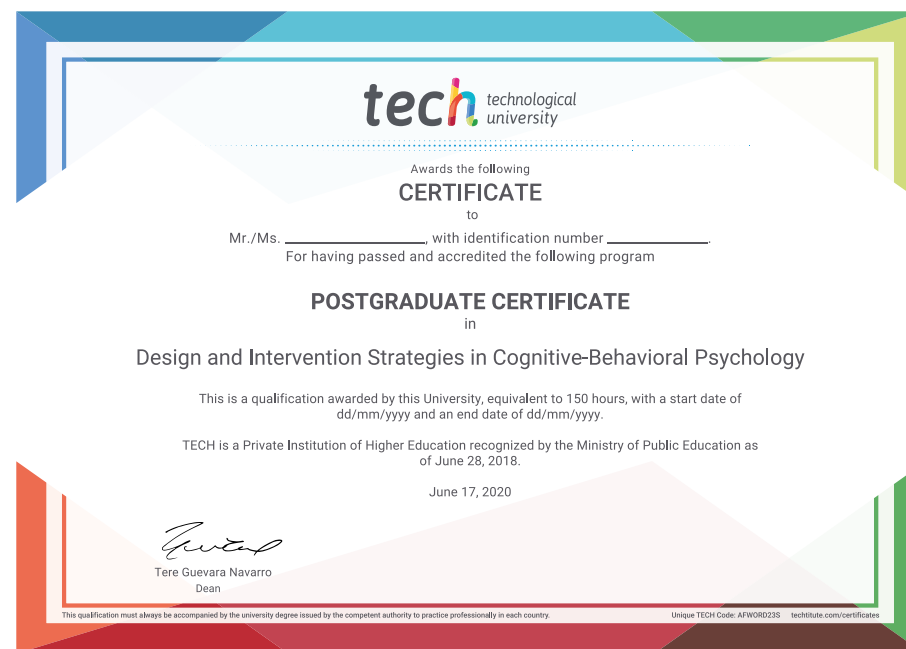 tech technological
university
Awards the following
CERTIFICATE
to
Mr./Ms. ____________________, with identification number ______________.
For having passed and accredited the following program
POSTGRADUATE CERTIFICATE
in
Design and Intervention Strategies in Cognitive-Behavioral Psychology
This is a qualification awarded by this University, equivalent to 150 hours, with a start date of
dd/mm/yyyy and an end date of dd/mm/yyyy.
TECH is a Private Institution of Higher Education recognized by the Ministry of Public Education as
of June 28, 2018.
June 17, 2020
Tere Guevara Navarro
Dean
This qualification must always be accompanied by the university degree issued by the competent authority to practice professionally in each country.
Unique TECH Code: AFWORD23S techtitute.com/certificates